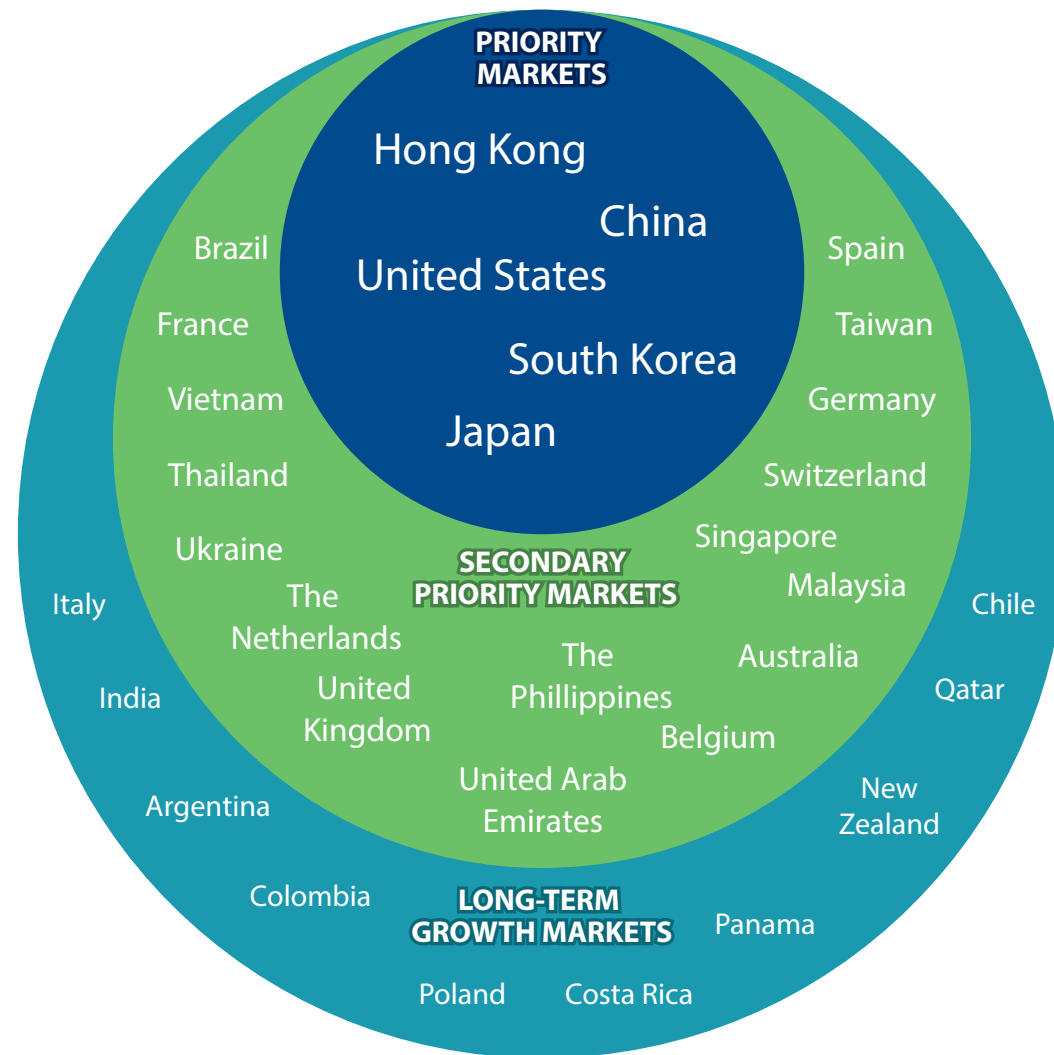 PRIORITY
MARKETS
Hong Kong
China
United States
South Korea
Japan
Brazil
France
Vietnam
Thailand
Ukraine
The
Netherlands
United
Kingdom
Spain
Taiwan
Germany
Switzerland
Singapore
Malaysia
Australia
The
Phillippines
Belgium
United Arab
Emirates
SECONDARY
PRIORITY MARKETS
Italy
India
Argentina
Colombia
Poland
Costa Rica
Panama
New
Zealand
Qatar
Chile
LONG-TERM
GROWTH MARKETS